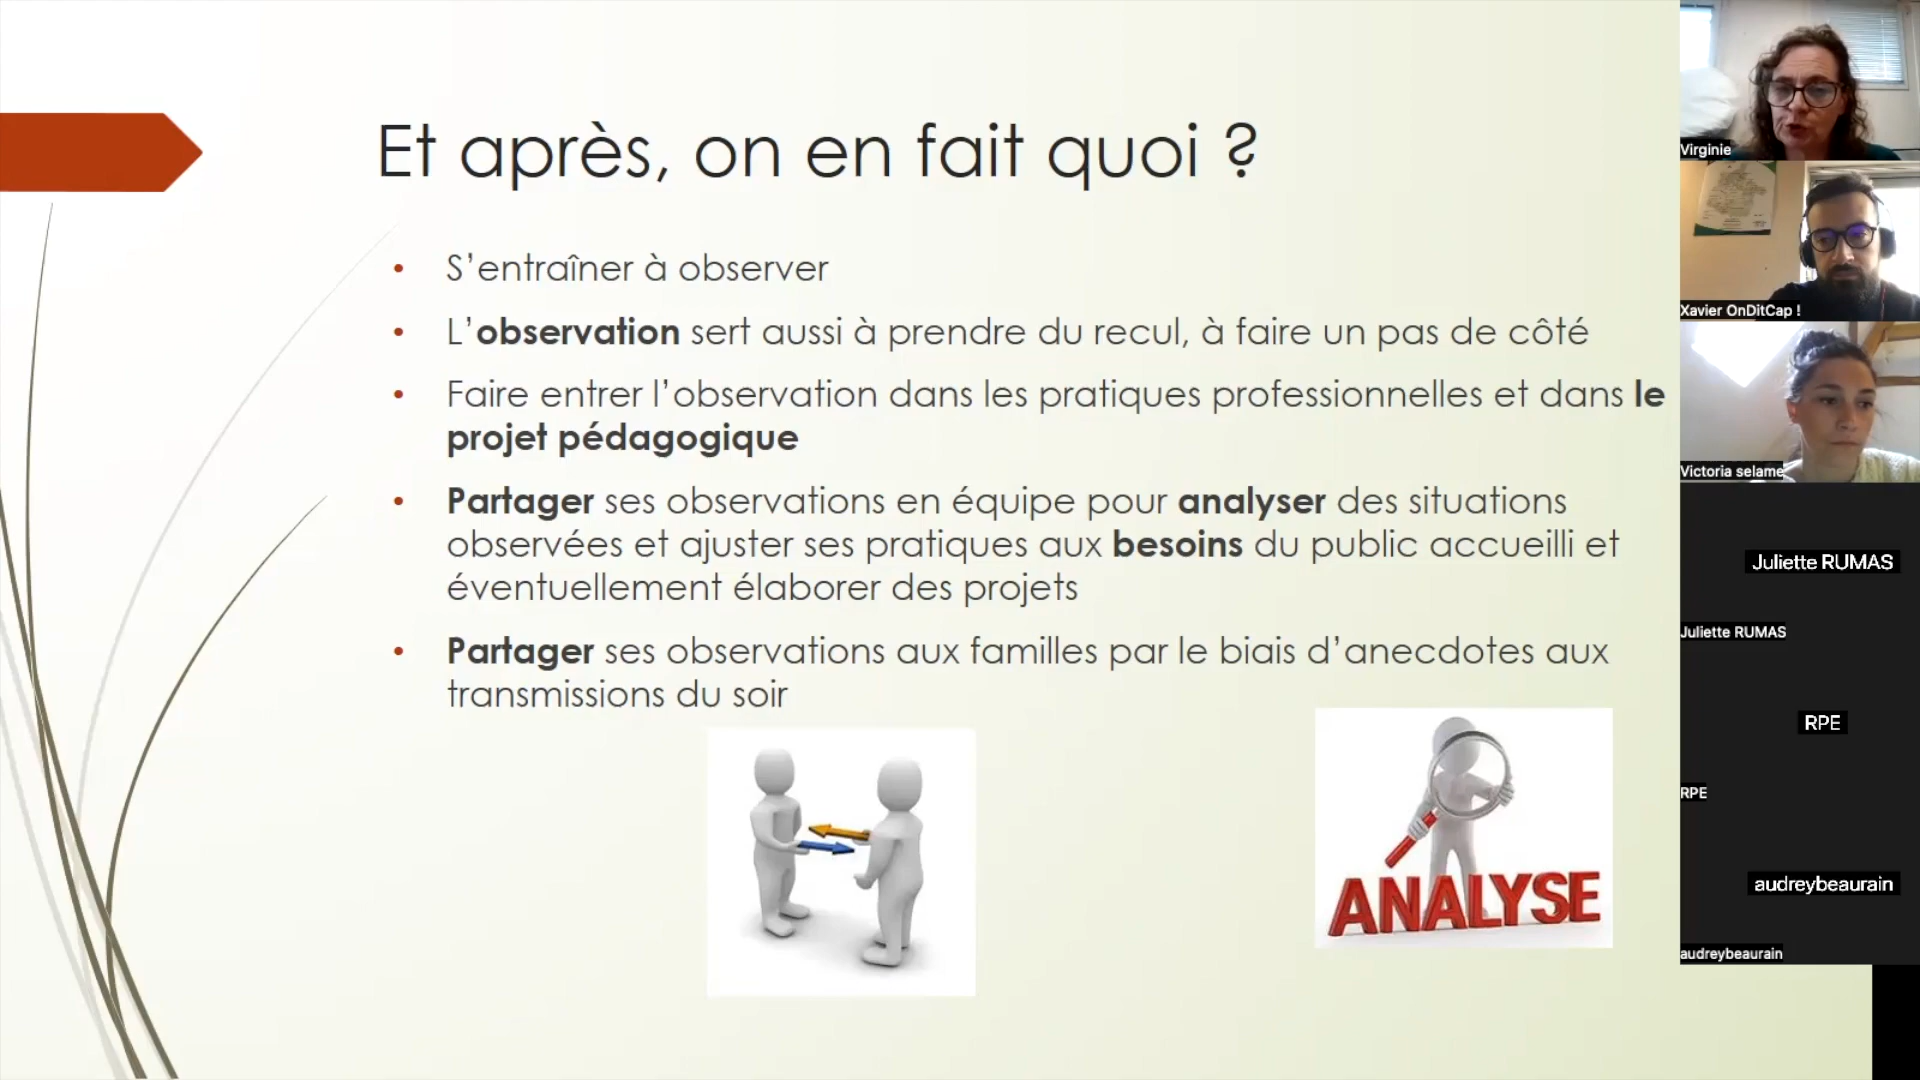 Et après, on en fait quoi ?
• S’entraîner à observer
• L’observation sert aussi à prendre du recul, à faire un pas de côté
• Faire entrer l’observation dans les pratiques professionnelles et dans le
projet pédagogique
• Partager ses observations en équipe pour analyser des situations
observées et ajuster ses pratiques aux besoins du public accueilli et
éventuellement élaborer des projets
• Partager ses observations aux familles par le biais d’anecdotes aux
transmissions du soir
ANALYSE
Virginie
Xavier OnDitCap !
Victoria selame
Juliette RUMAS
Juliette RUMAS
RPE
RPE
audreybeaurain
audreybeaurain